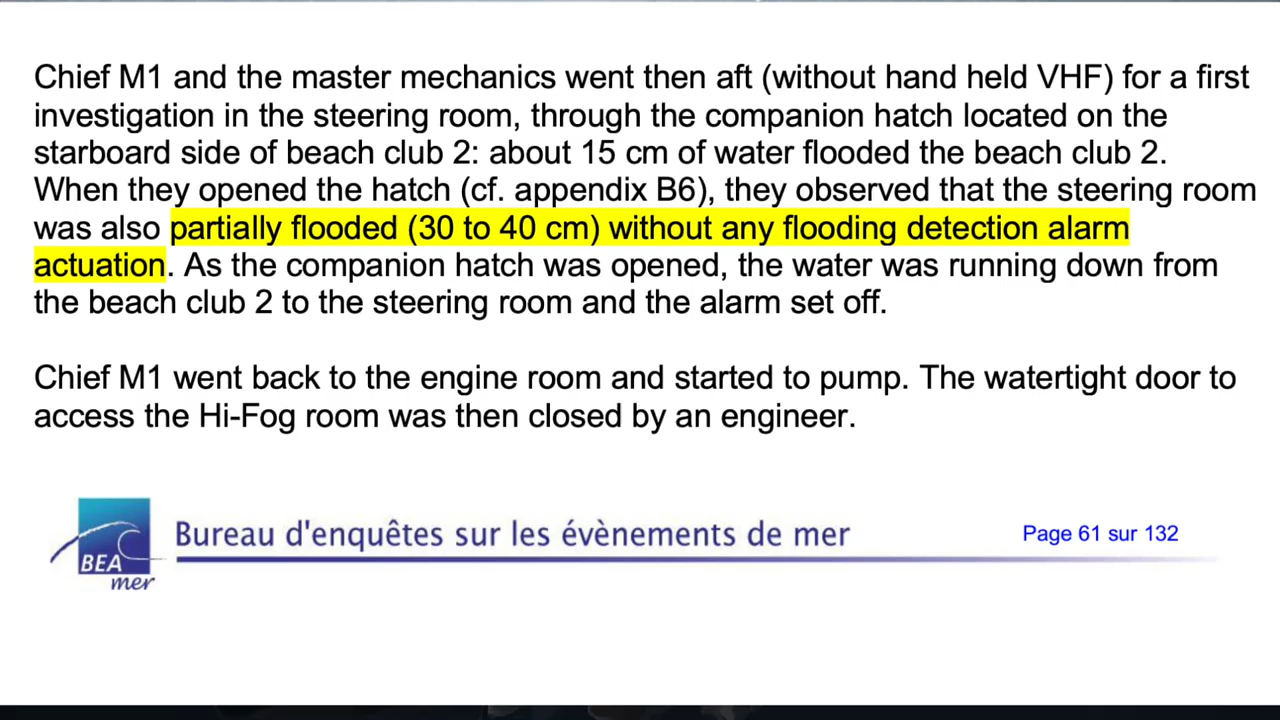 Chief M1 and the master mechanics went then aft (without hand held VHF) for a first
investigation in the steering room, through the companion hatch located on the
starboard side of beach club 2: about 15 cm of water flooded the beach club 2.
When they opened the hatch (cf. appendix B6), they observed that the steering room
was also partially flooded (30 to 40 cm) without any flooding detection alarm
actuation. As the companion hatch was opened, the water was running down from
the beach club 2 to the steering room and the alarm set off.
Chief M1 went back to the engine room and started to pump. The watertight door to
access the Hi-Fog room was then closed by an engineer.
BEA
mer
Bureau d'enquêtes sur les évènements de mer
Page 61 sur 132